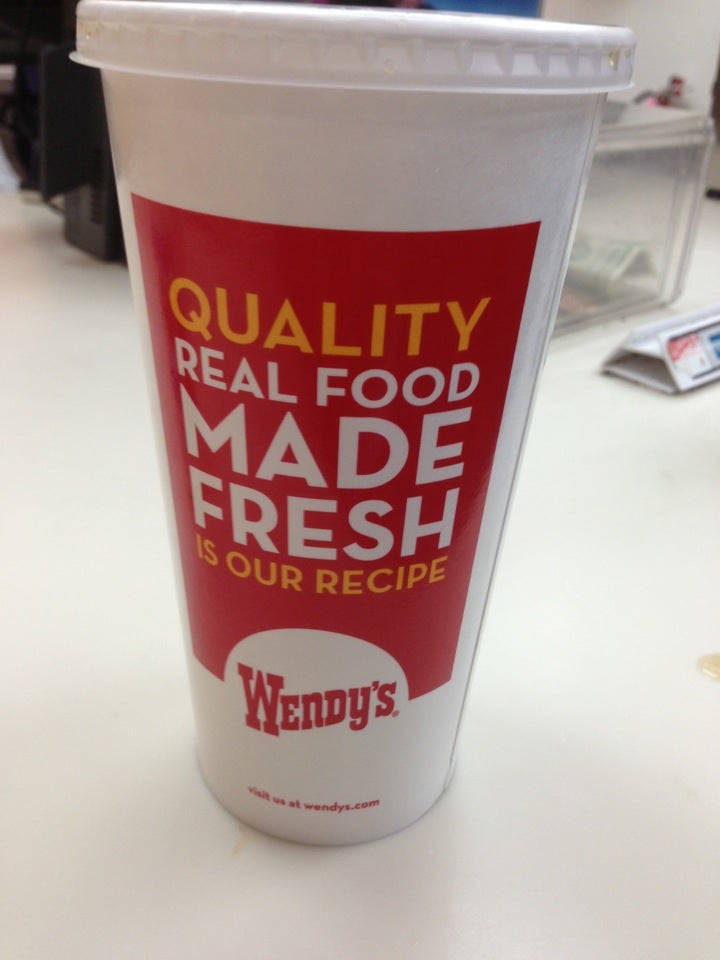 QUALITY
REAL FOOD
MADE
FRESH
IS OUR RECIPE
WENDY'S®
visit us at wendys.com